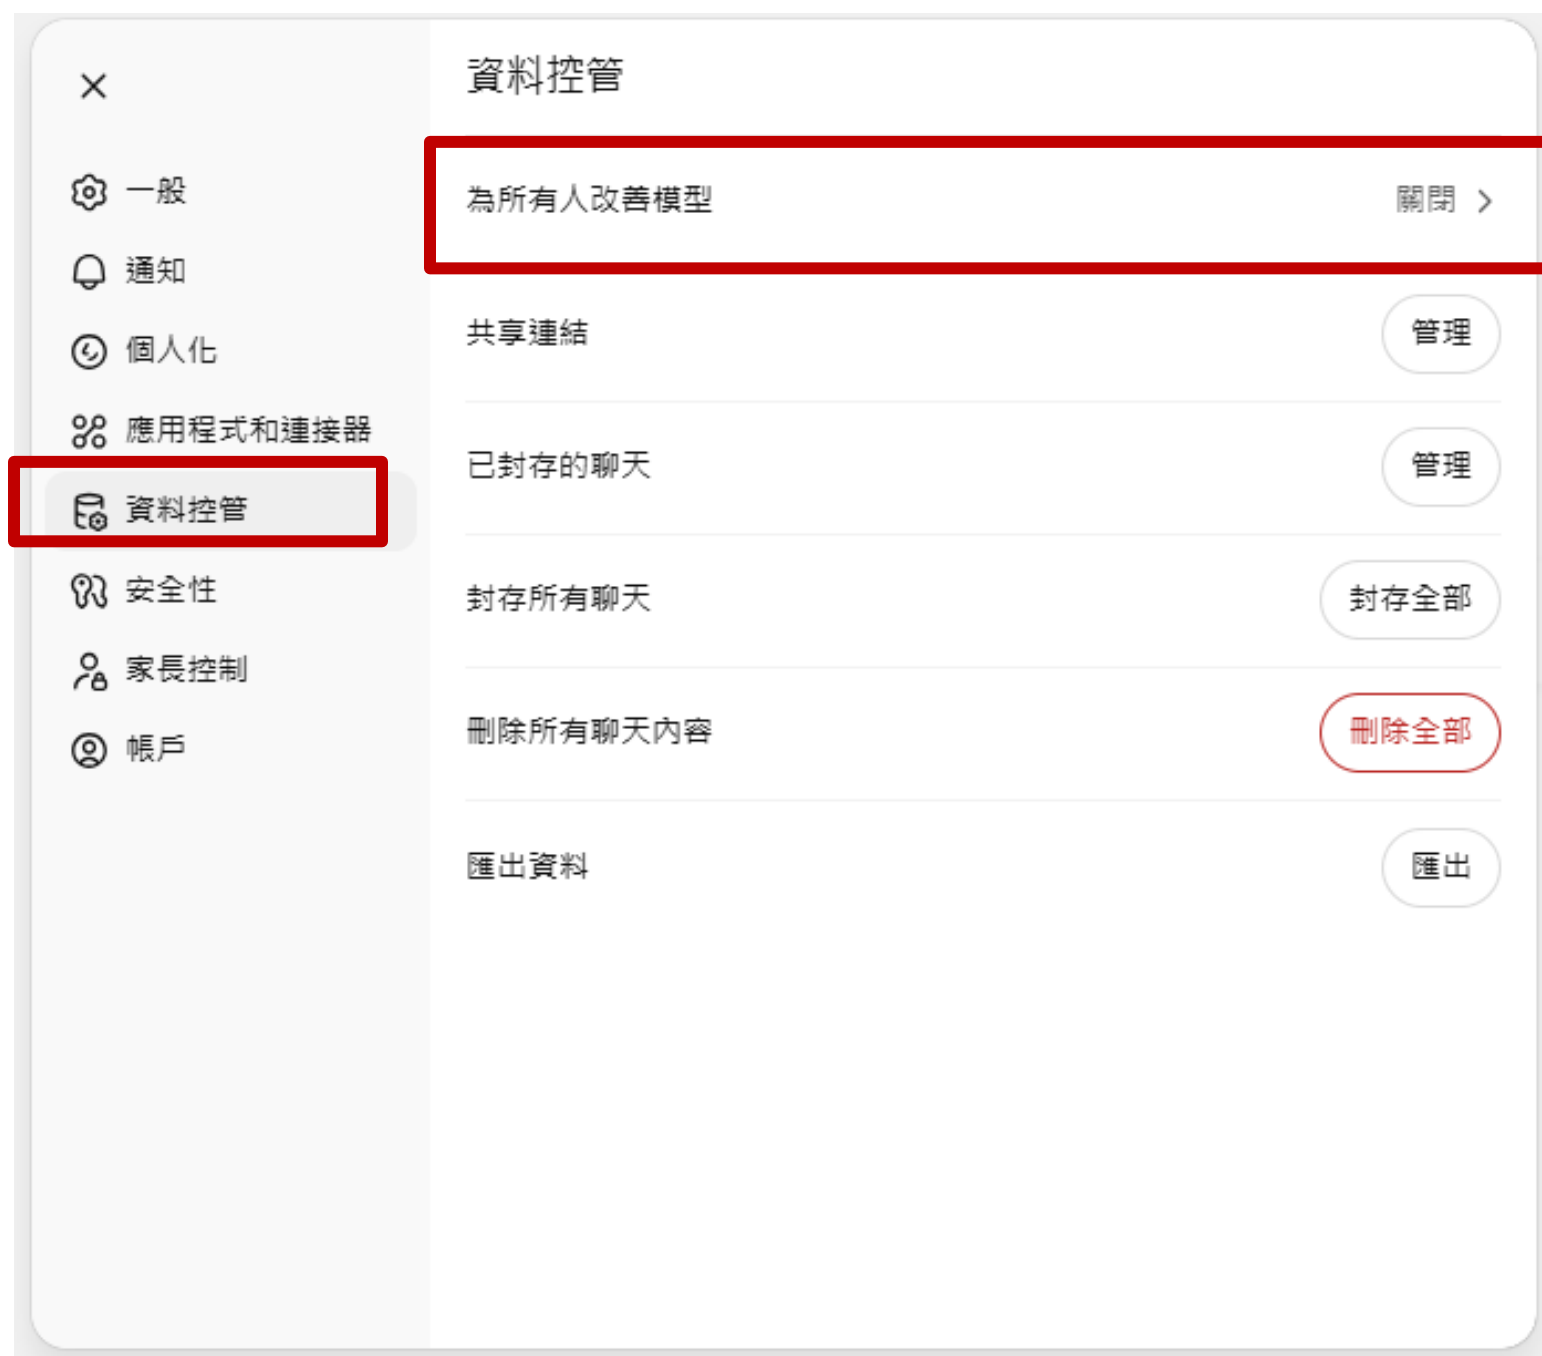 資料控管
一般
通知
個人化
應用程式和連接器
資料控管
安全性
家長控制
帳戶
為所有人改善模型 關閉
共享連結 管理
已封存的聊天 管理
封存所有聊天 封存全部
刪除所有聊天內容 刪除全部
匯出資料 匯出